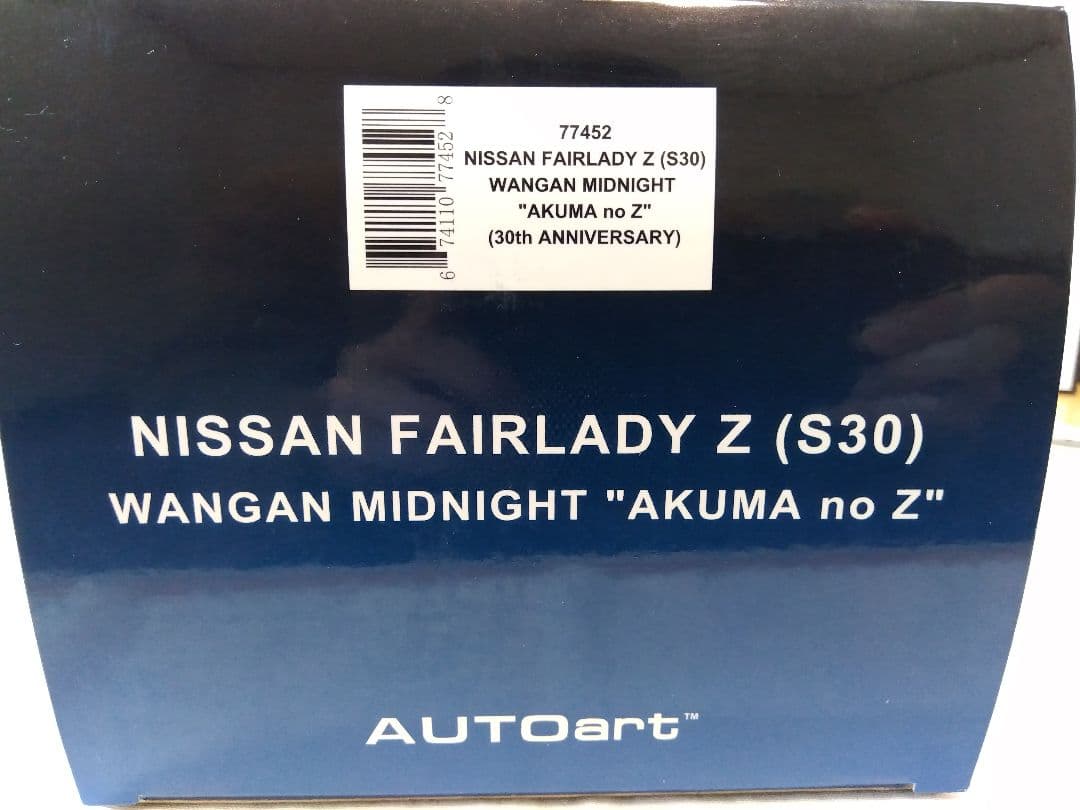 6 74110 77452 8
77452
NISSAN FAIRLADY Z (S30)
WANGAN MIDNIGHT
"AKUMA no Z"
(30th ANNIVERSARY)
NISSAN FAIRLADY Z (S30)
WANGAN MIDNIGHT "AKUMA no Z"
AUTOart™